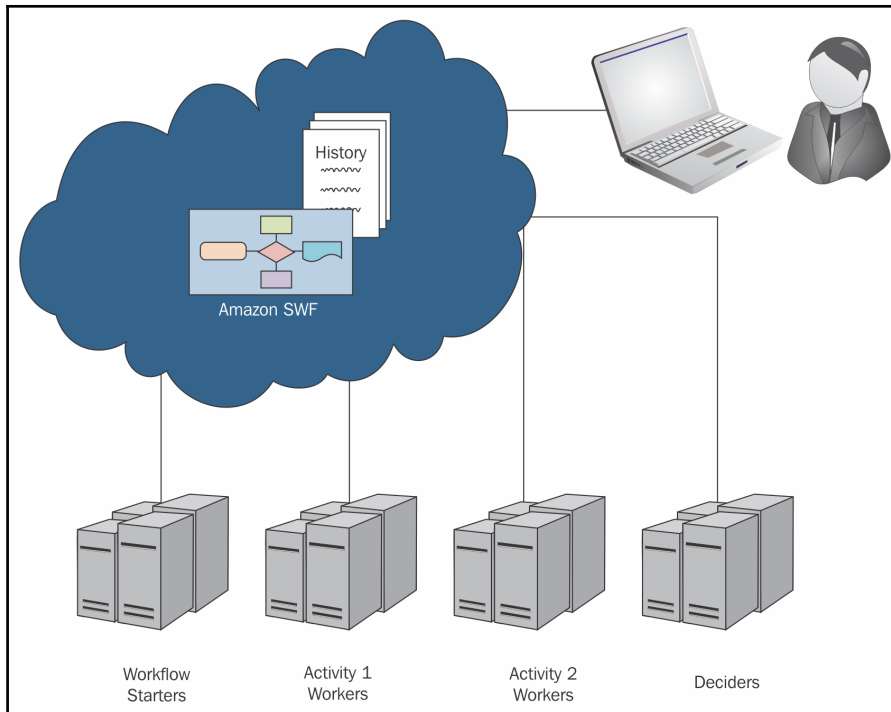 History
Amazon SWF
Workflow
Starters
Activity 1
Workers
Activity 2
Workers
Deciders